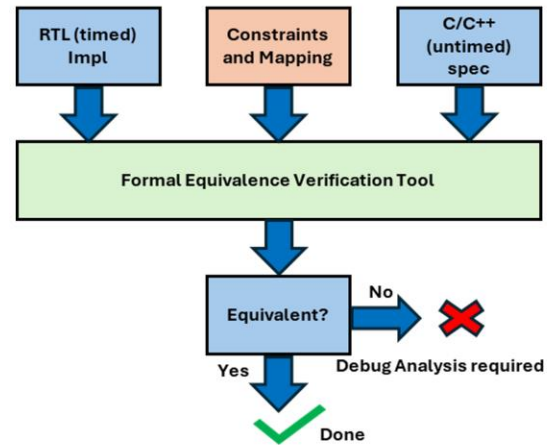 RTL (timed)
Impl
Constraints
and Mapping
C/C++
(untimed)
spec
Formal Equivalence Verification Tool
Equivalent?
No
Debug Analysis required
Yes
Done